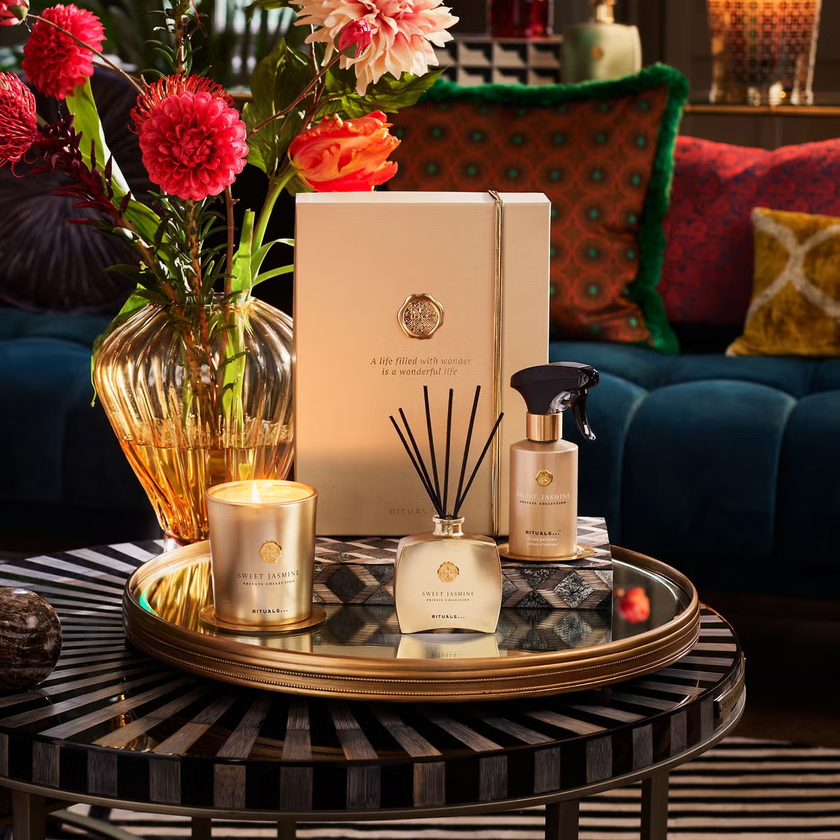 A life filled with wonder
is a wonderful life
RITUALS
SWEET JASMINE
PRIVATE COLLECTION
RITUALS...
SWEET JASMINE
PRIVATE COLLECTION
RITUALS...
SWEET JASMINE
PRIVATE COLLECTION
RITUALS...